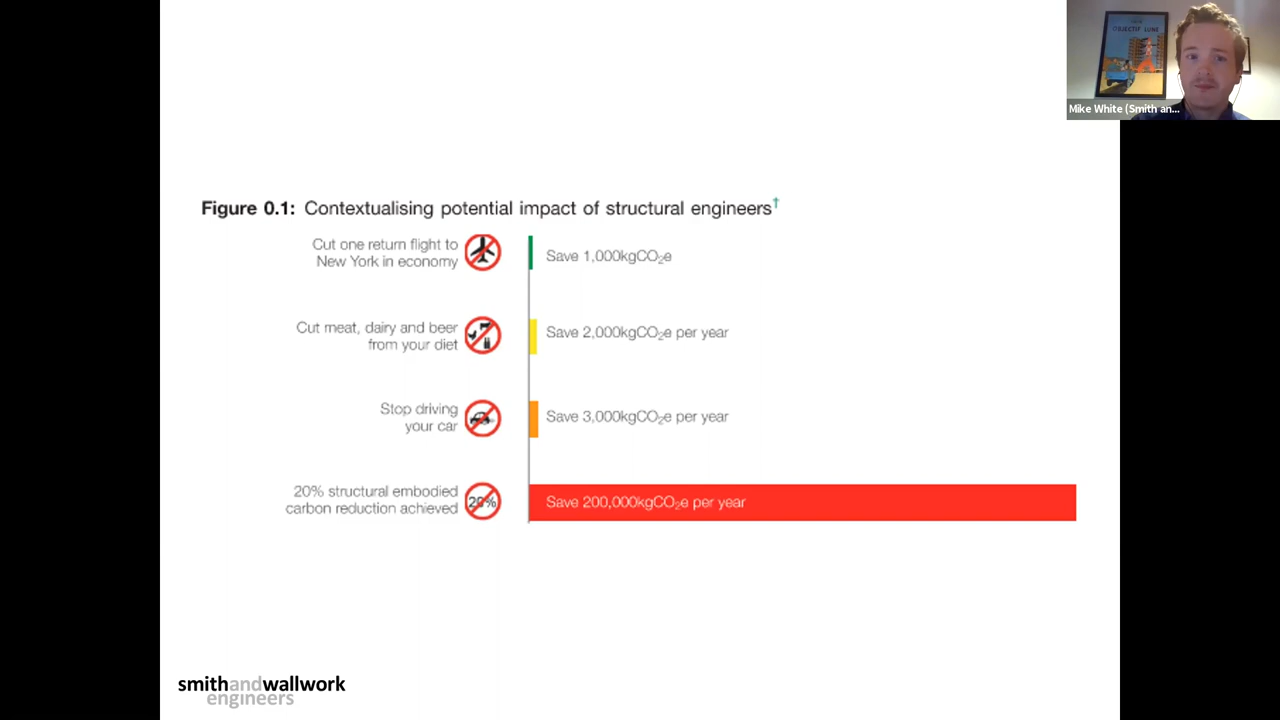 OBJECTIF LUNE
Mike White (Smith an...
Figure 0.1: Contextualising potential impact of structural engineers†
Cut one return flight to
New York in economy
Save 1,000kgCO₂e
Cut meat, dairy and beer
from your diet
Save 2,000kgCO₂e per year
Stop driving
your car
Save 3,000kgCO₂e per year
20% structural embodied
carbon reduction achieved
20%
Save 200,000kgCO₂e per year
smithandwallwork
engineers